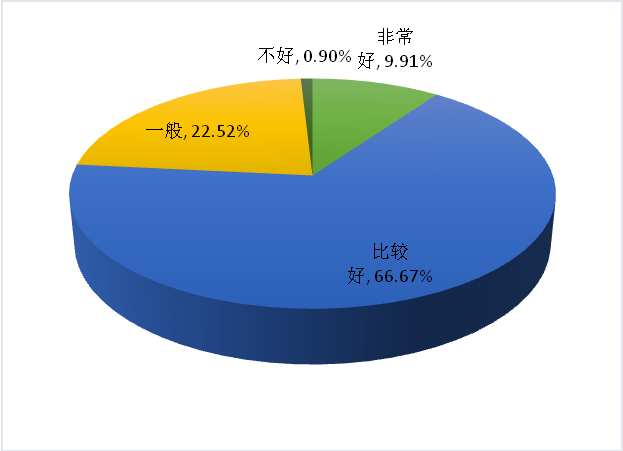 非常
好, 9.91%
不好, 0.90%
一般, 22.52%
比较
好, 66.67%